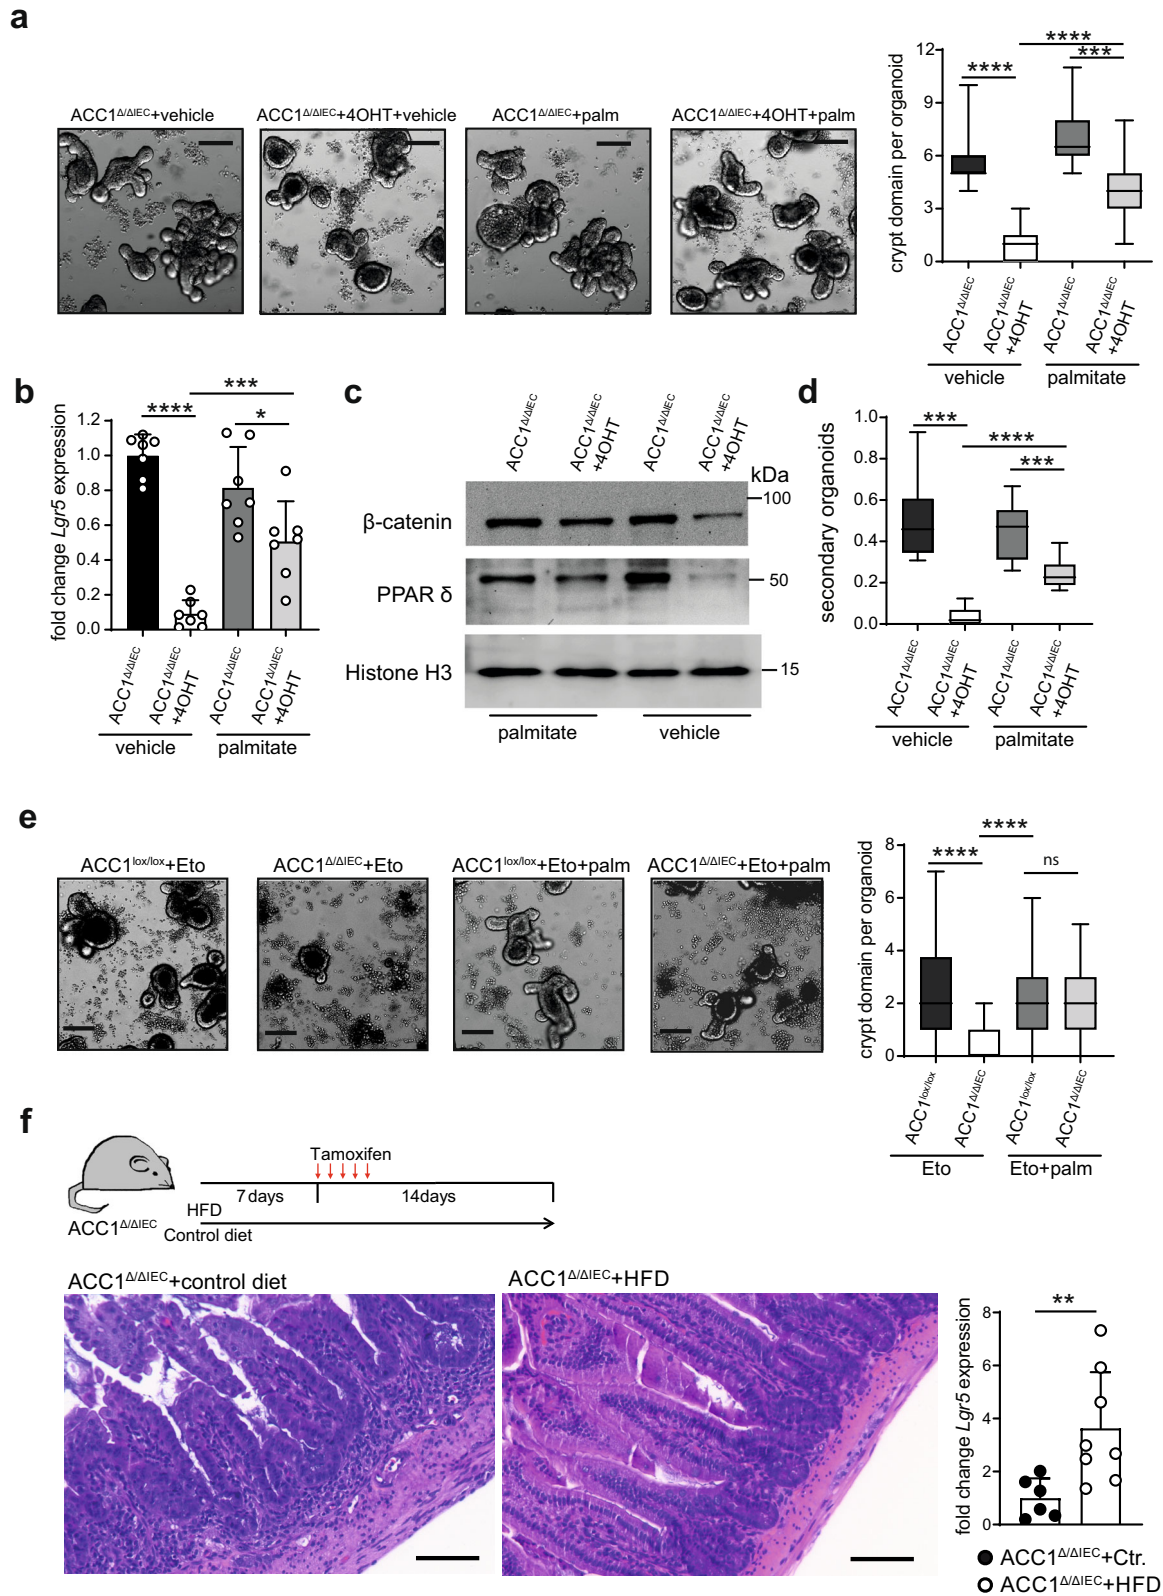 a
ACC1Δ/ΔIEC+vehicle
ACC1Δ/ΔIEC+4OHT+vehicle
ACC1Δ/ΔIEC+palm
ACC1Δ/ΔIEC+4OHT+palm
crypt domain per organoid
12
9
6
3
0
****
****
***
ACC1Δ/ΔIEC
ACC1Δ/ΔIEC
+4OHT
ACC1Δ/ΔIEC
ACC1Δ/ΔIEC
+4OHT
vehicle
palmitate
b
fold change Lgr5 expression
1.2
1.0
0.8
0.6
0.4
0.2
0.0
****
***
*
ACC1Δ/ΔIEC
ACC1Δ/ΔIEC
+4OHT
ACC1Δ/ΔIEC
ACC1Δ/ΔIEC
+4OHT
vehicle
palmitate
c
ACC1Δ/ΔIEC
ACC1Δ/ΔIEC
+4OHT
ACC1Δ/ΔIEC
ACC1Δ/ΔIEC
+4OHT
kDa
100
β-catenin
PPAR δ
50
Histone H3
15
palmitate
vehicle
d
secondary organoids
1.0
0.8
0.6
0.4
0.2
0.0
***
****
***
ACC1Δ/ΔIEC
ACC1Δ/ΔIEC
+4OHT
ACC1Δ/ΔIEC
ACC1Δ/ΔIEC
+4OHT
vehicle
palmitate
e
ACC1lox/lox+Eto
ACC1Δ/ΔIEC+Eto
ACC1lox/lox+Eto+palm
ACC1Δ/ΔIEC+Eto+palm
crypt domain per organoid
8
6
4
2
0
****
****
ns
ACC1lox/lox
ACC1Δ/ΔIEC
ACC1lox/lox
ACC1Δ/ΔIEC
Eto
Eto+palm
f
Tamoxifen
7 days
14days
HFD
ACC1Δ/ΔIEC
Control diet
ACC1Δ/ΔIEC+control diet
ACC1Δ/ΔIEC+HFD
fold change Lgr5 expression
8
6
4
2
0
**
ACC1Δ/ΔIEC+Ctr.
ACC1Δ/ΔIEC+HFD